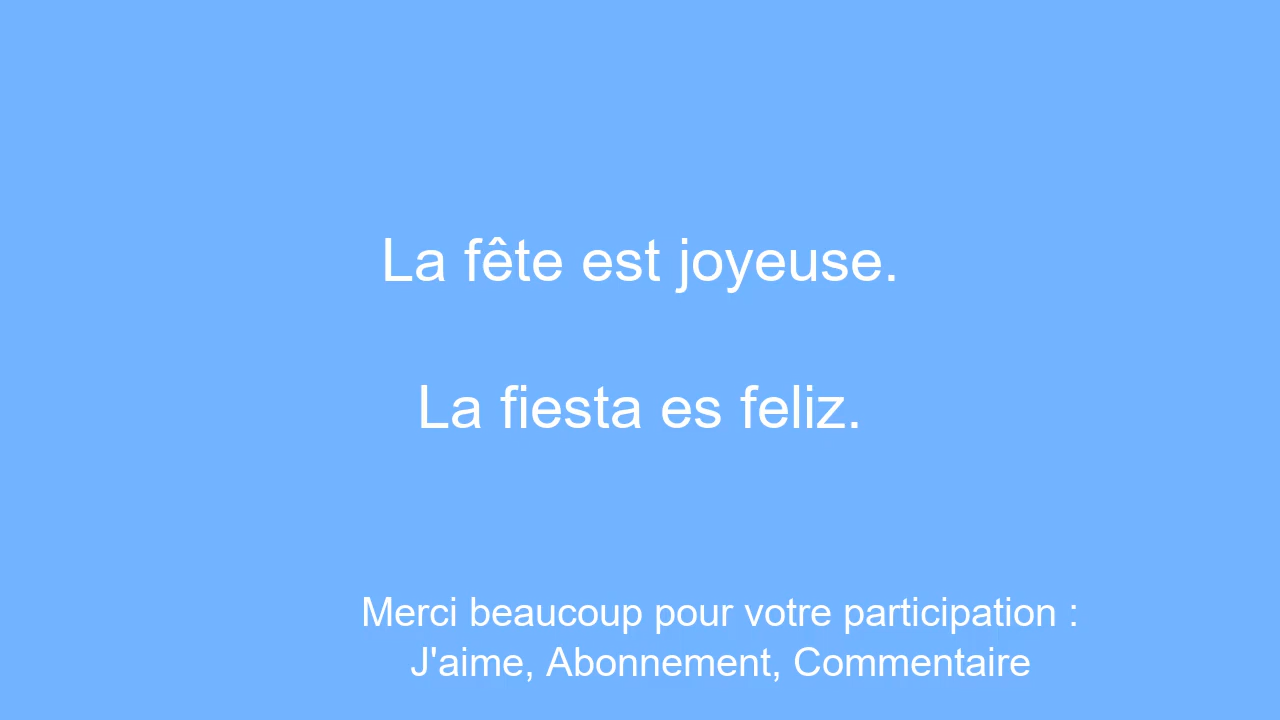 La fête est joyeuse.
La fiesta es feliz.
Merci beaucoup pour votre participation :
J'aime, Abonnement, Commentaire